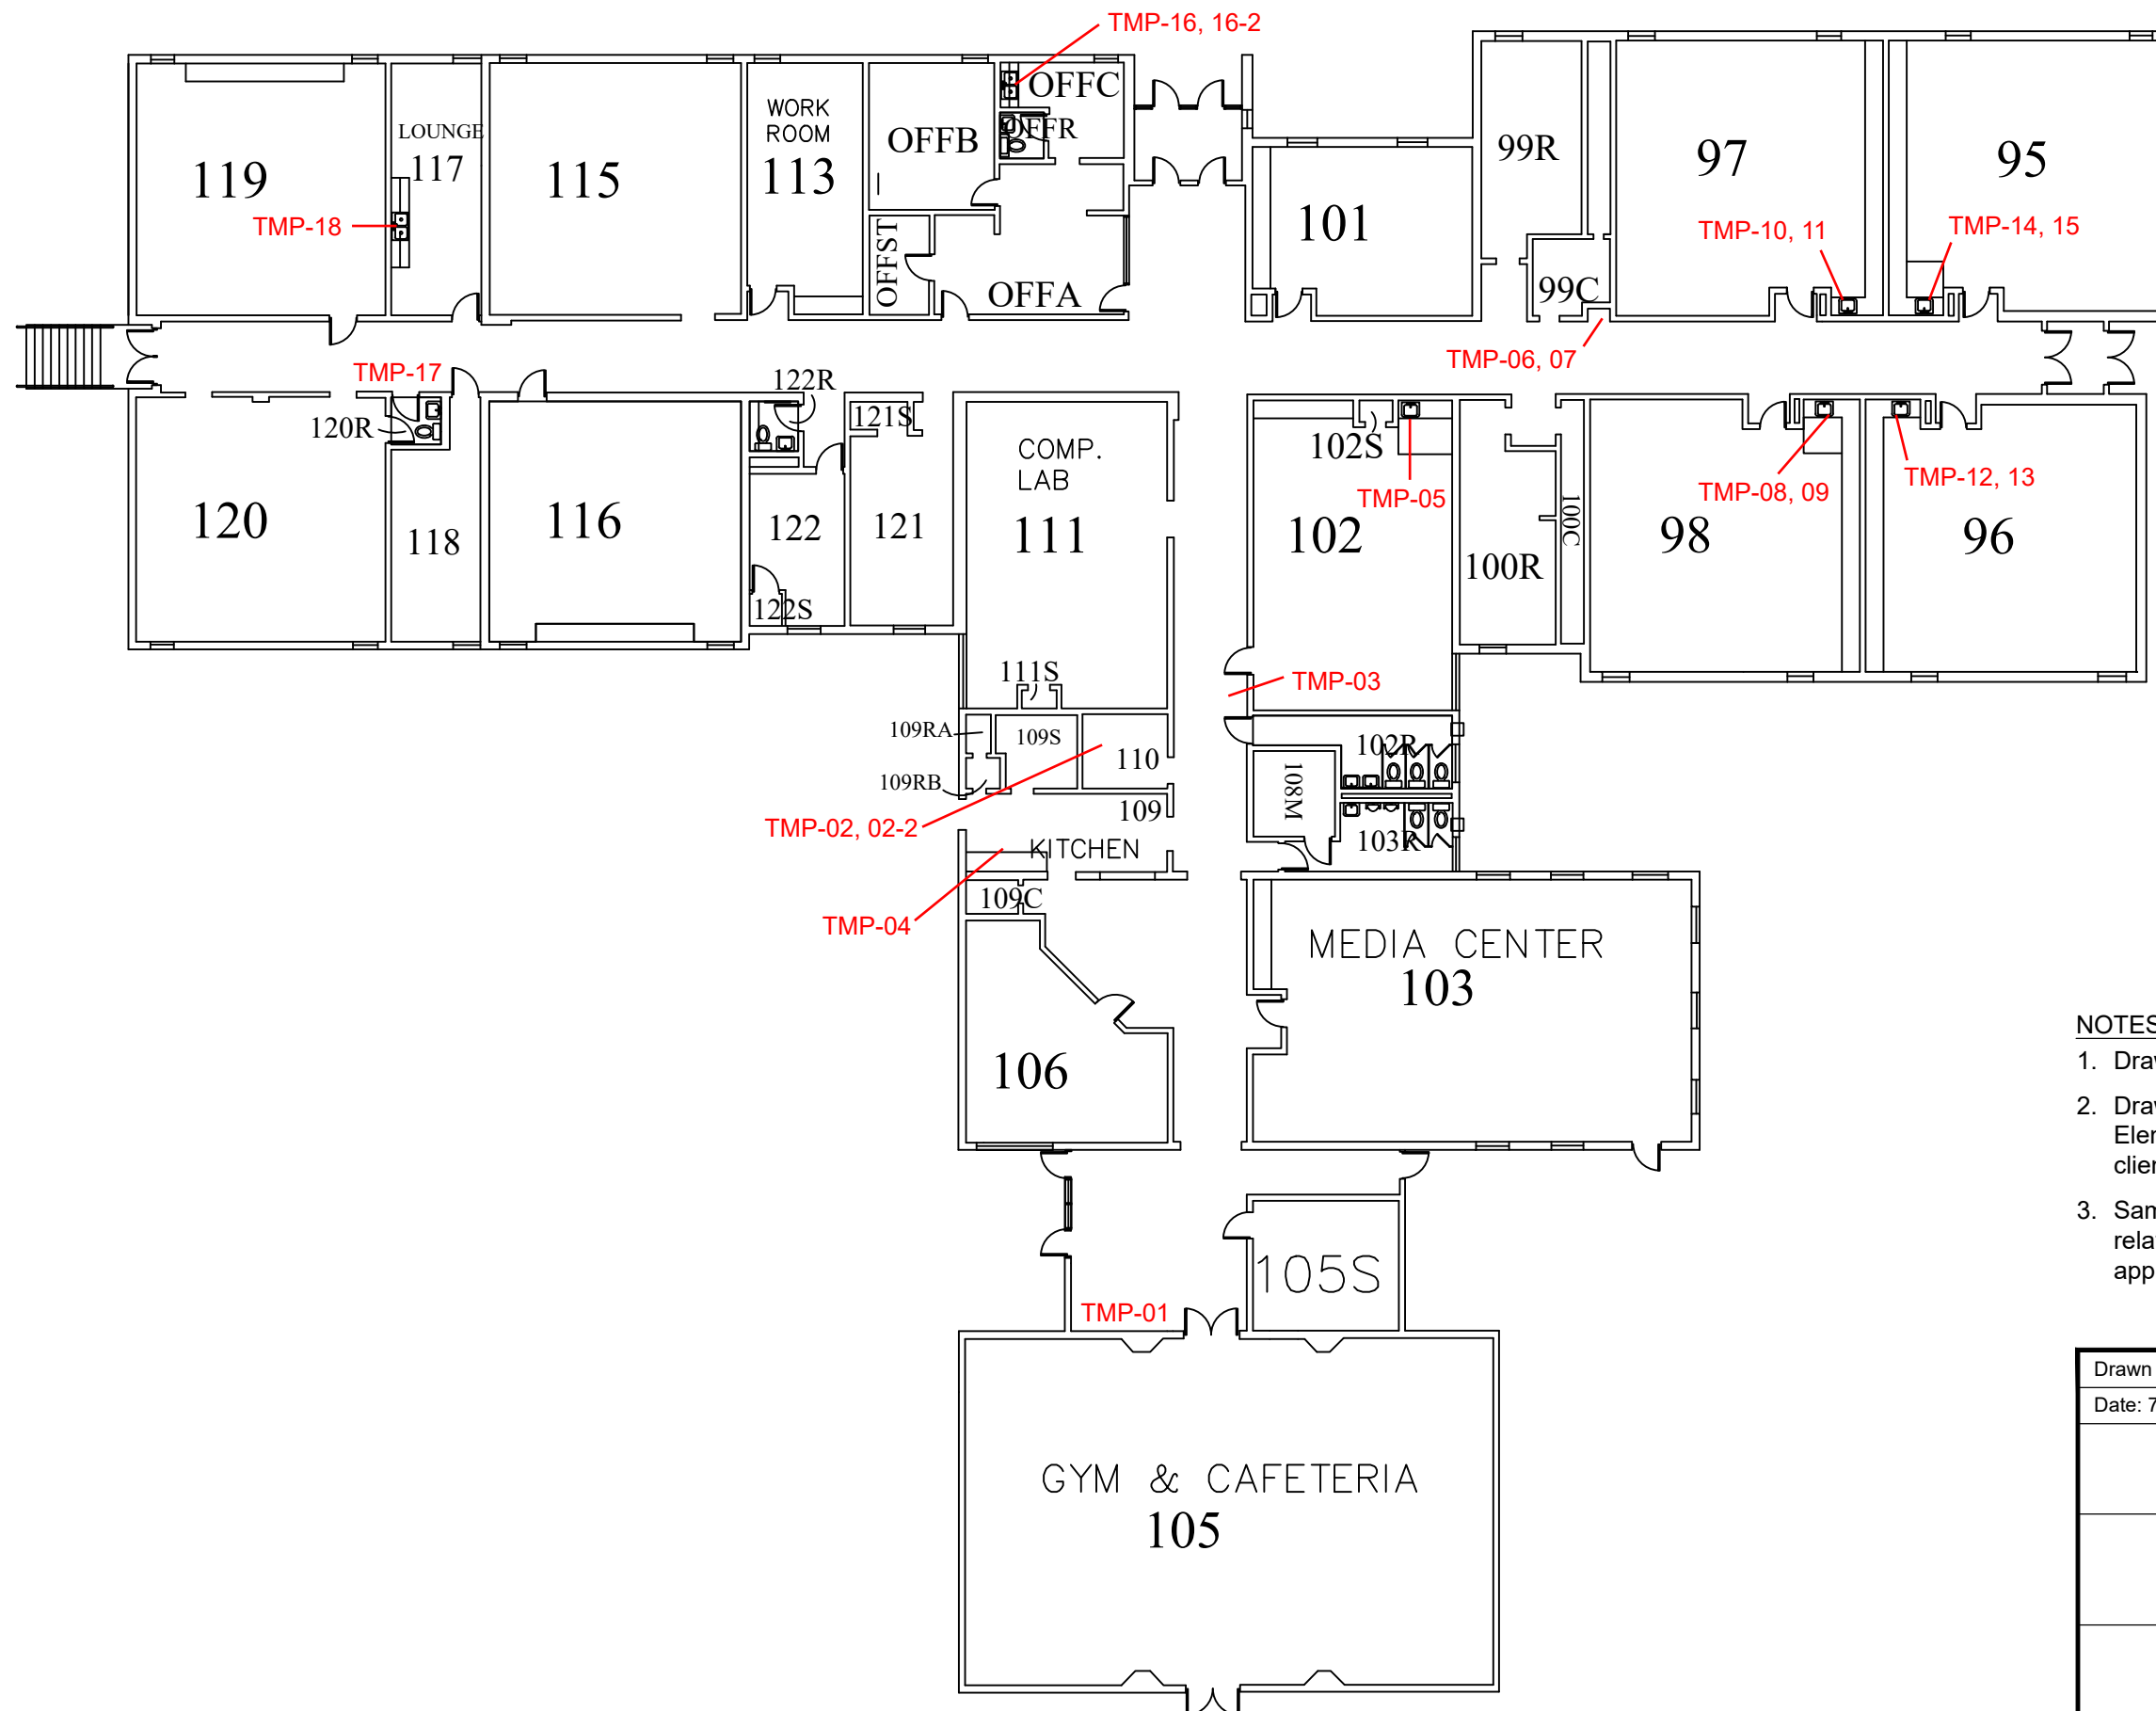 TMP-16, 16-2
OFFC
WORK
ROOM
LOUNGE
OFFR
OFFB
99R
97
95
119
117
115
113
TMP-18
101
TMP-10, 11
TMP-14, 15
OFFST
OFFA
99C
TMP-06, 07
TMP-17
122R
120R
121S
102S
COMP.
LAB
TMP-05
TMP-08, 09
TMP-12, 13
120
118
116
122
121
111
102
100R
100C
98
96
122S
111S
TMP-03
109RA
109S
110
102R
109RB
108M
109
TMP-02, 02-2
103R
KITCHEN
109C
TMP-04
MEDIA CENTER
103
106
NOTES
1.
2.
3.
105S
TMP-01
Drawn
Date: 7
GYM & CAFETERIA
105